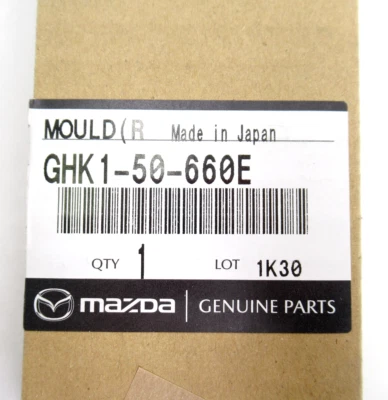 MOULD(R Made in Japan
GHK1-50-660E
QTY 1 LOT 1K30
mazda GENUINE PARTS